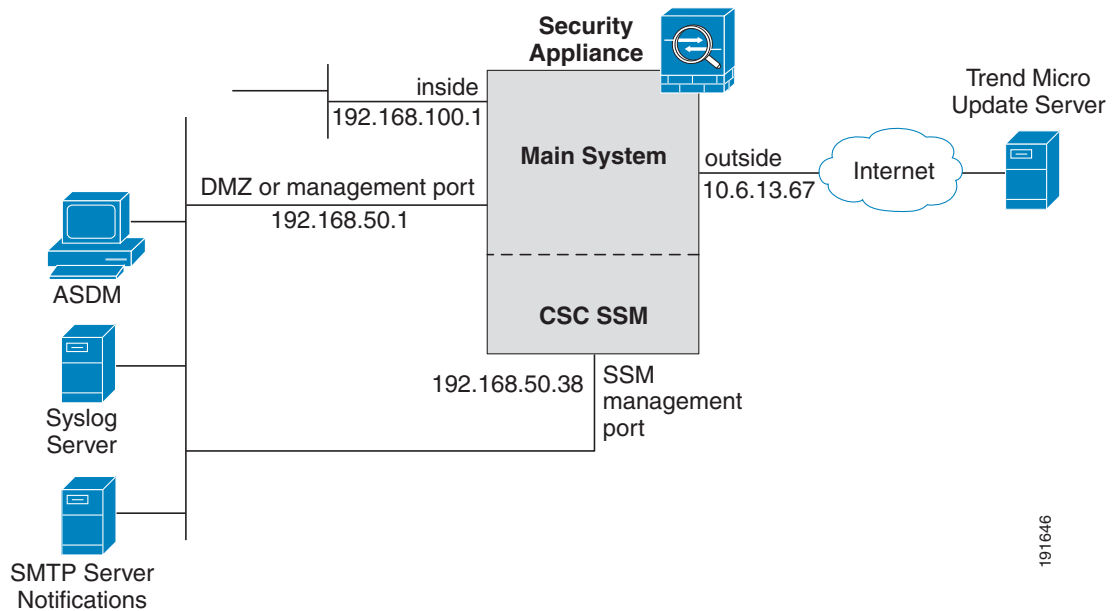 Security
Appliance
Trend Micro
Update Server
inside
192.168.100.1
Main System
outside
10.6.13.67
Internet
DMZ or management port
192.168.50.1
ASDM
CSC SSM
192.168.50.38
SSM
management
port
Syslog
Server
SMTP Server
Notifications
191646